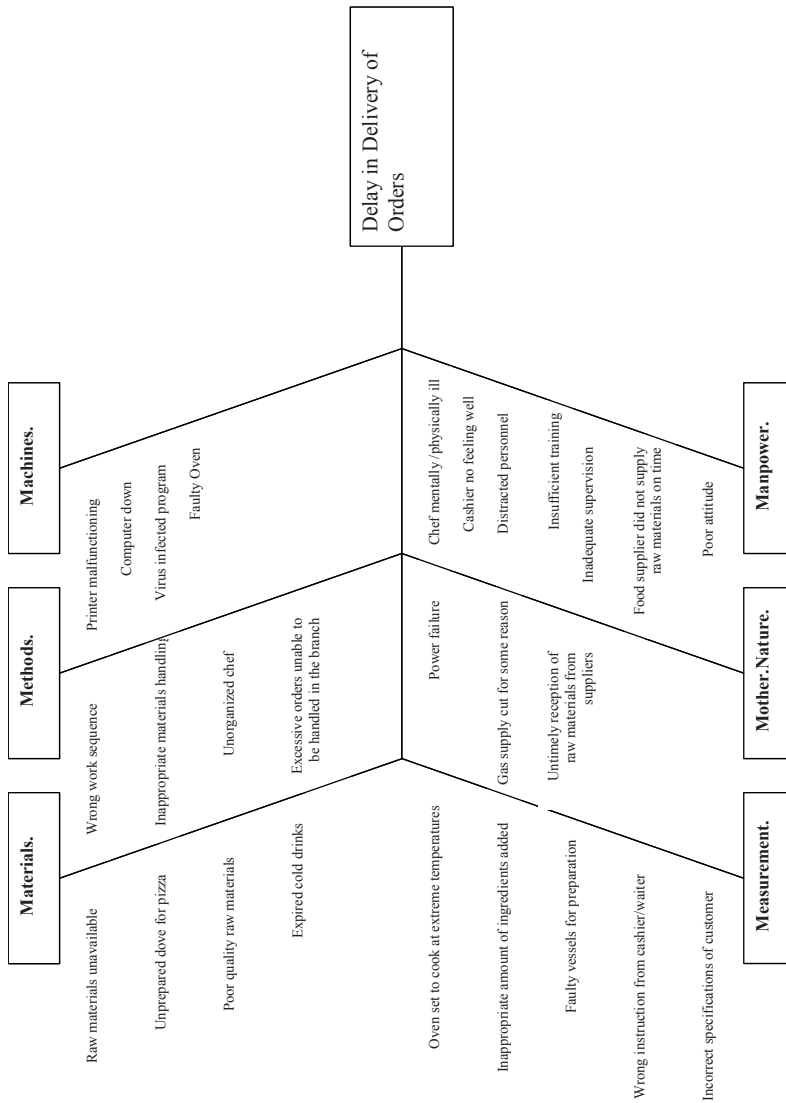 Materials.
Raw materials unavailable
Unprepared dove for pizza
Poor quality raw materials
Expired cold drinks
Methods.
Wrong work sequence
Inappropriate materials handling
Unorganized chef
Excessive orders unable to
be handled in the branch
Machines.
Printer malfunctioning
Computer down
Virus infected program
Faulty Oven
Delay in Delivery of
Orders
Oven set to cook at extreme temperatures
Inappropriate amount of ingredients added
Faulty vessels for preparation
Wrong instruction from cashier/waiter
Incorrect specifications of customer
Measurement.
Power failure
Gas supply cut for some reason
Untimely reception of
raw materials from
suppliers
Mother.Nature.
Chef mentally/physically ill
Cashier no feeling well
Distracted personnel
Insufficient training
Inadequate supervision
Food supplier did not supply
raw materials on time
Poor attitude
Manpower.